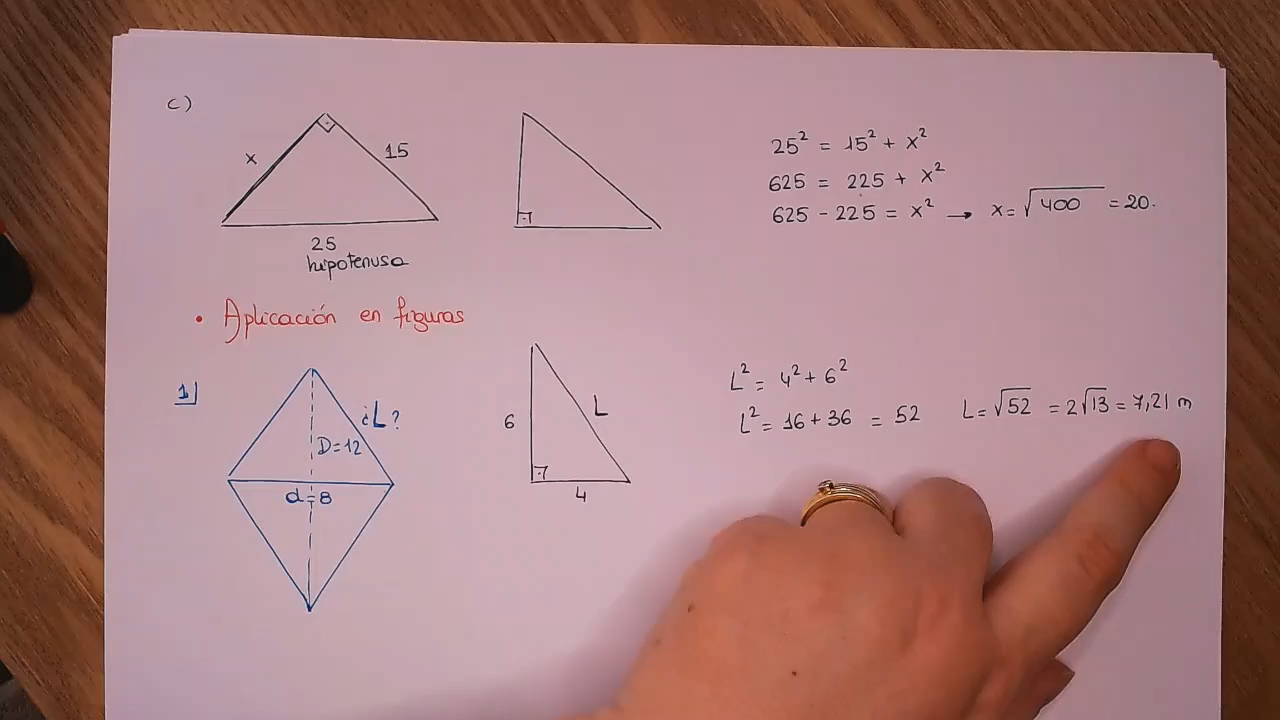 c)
x
15
25
hipotenusa
25² = 15² + x²
625 = 225 + x²
625 - 225 = x² → x = √400 = 20.
• Aplicación en figuras
1
¿L?
D=12
d=8
6
L
4
L² = 4² + 6²
L² = 16 + 36 = 52 L = √52 = 2√13 = 7,21 m